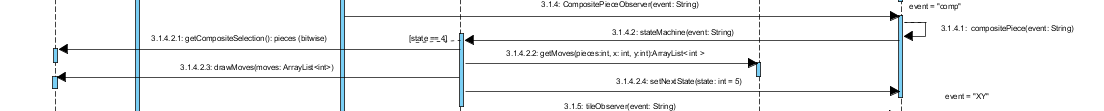 3.1.4: CompositePieceObserver(event: String)
event = "comp"
3.1.4.1: compositePiece(event: String)
3.1.4.2: stateMachine(event: String)
3.1.4.2.1: getCompositeSelection(): pieces (bitwise)
[state == 4]
3.1.4.2.2: getMoves(pieces:int, x: int, y:int):ArrayList< int >
3.1.4.2.3: drawMoves(moves: ArrayList<int>)
3.1.4.2.4: setNextState(state: int = 5)
event = "XY"
3.1.5: tileObserver(event: String)